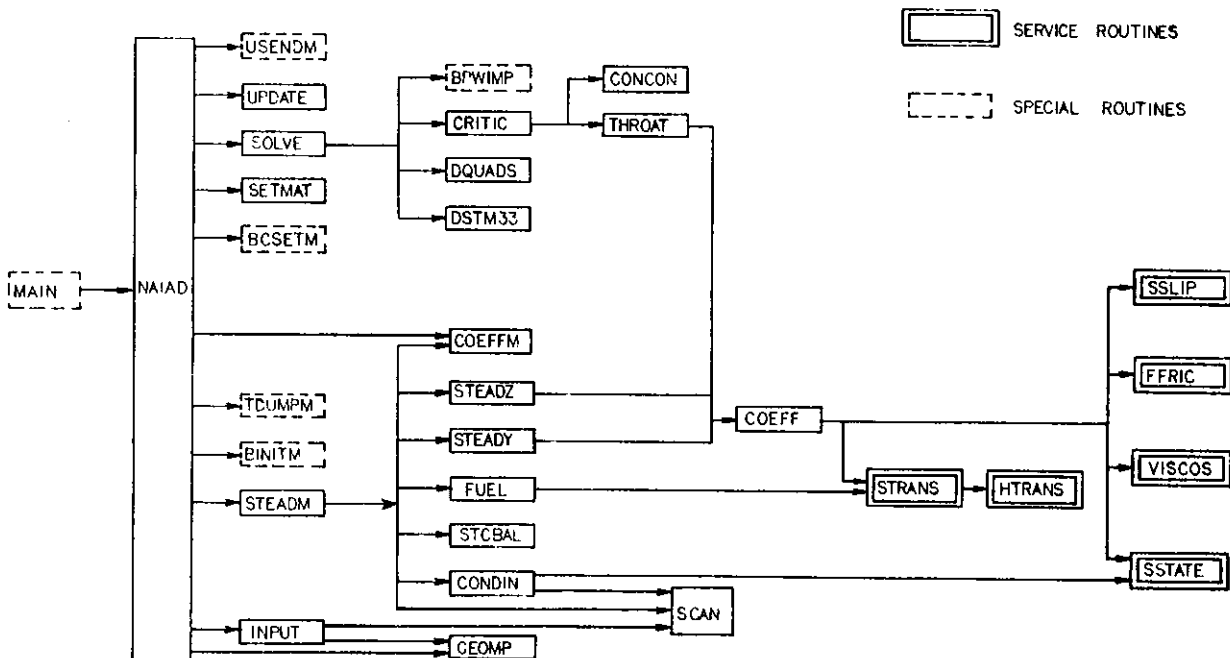 SERVICE ROUTINES
SPECIAL ROUTINES
USENDM
UPDATE
SOLVE
SETMAT
BCSETM
BPWIMP
CRITIC
DQUADS
DSTM33
CONCON
THROAT
MAIN
NAIAD
COEFFM
STEADZ
STEADY
FUEL
STCBAL
CONDIN
TDUMPM
BINITM
STEADM
INPUT
GEOMP
SCAN
COEFF
STRANS
HTRANS
SSLIP
FFRIC
VISCOS
SSTATE